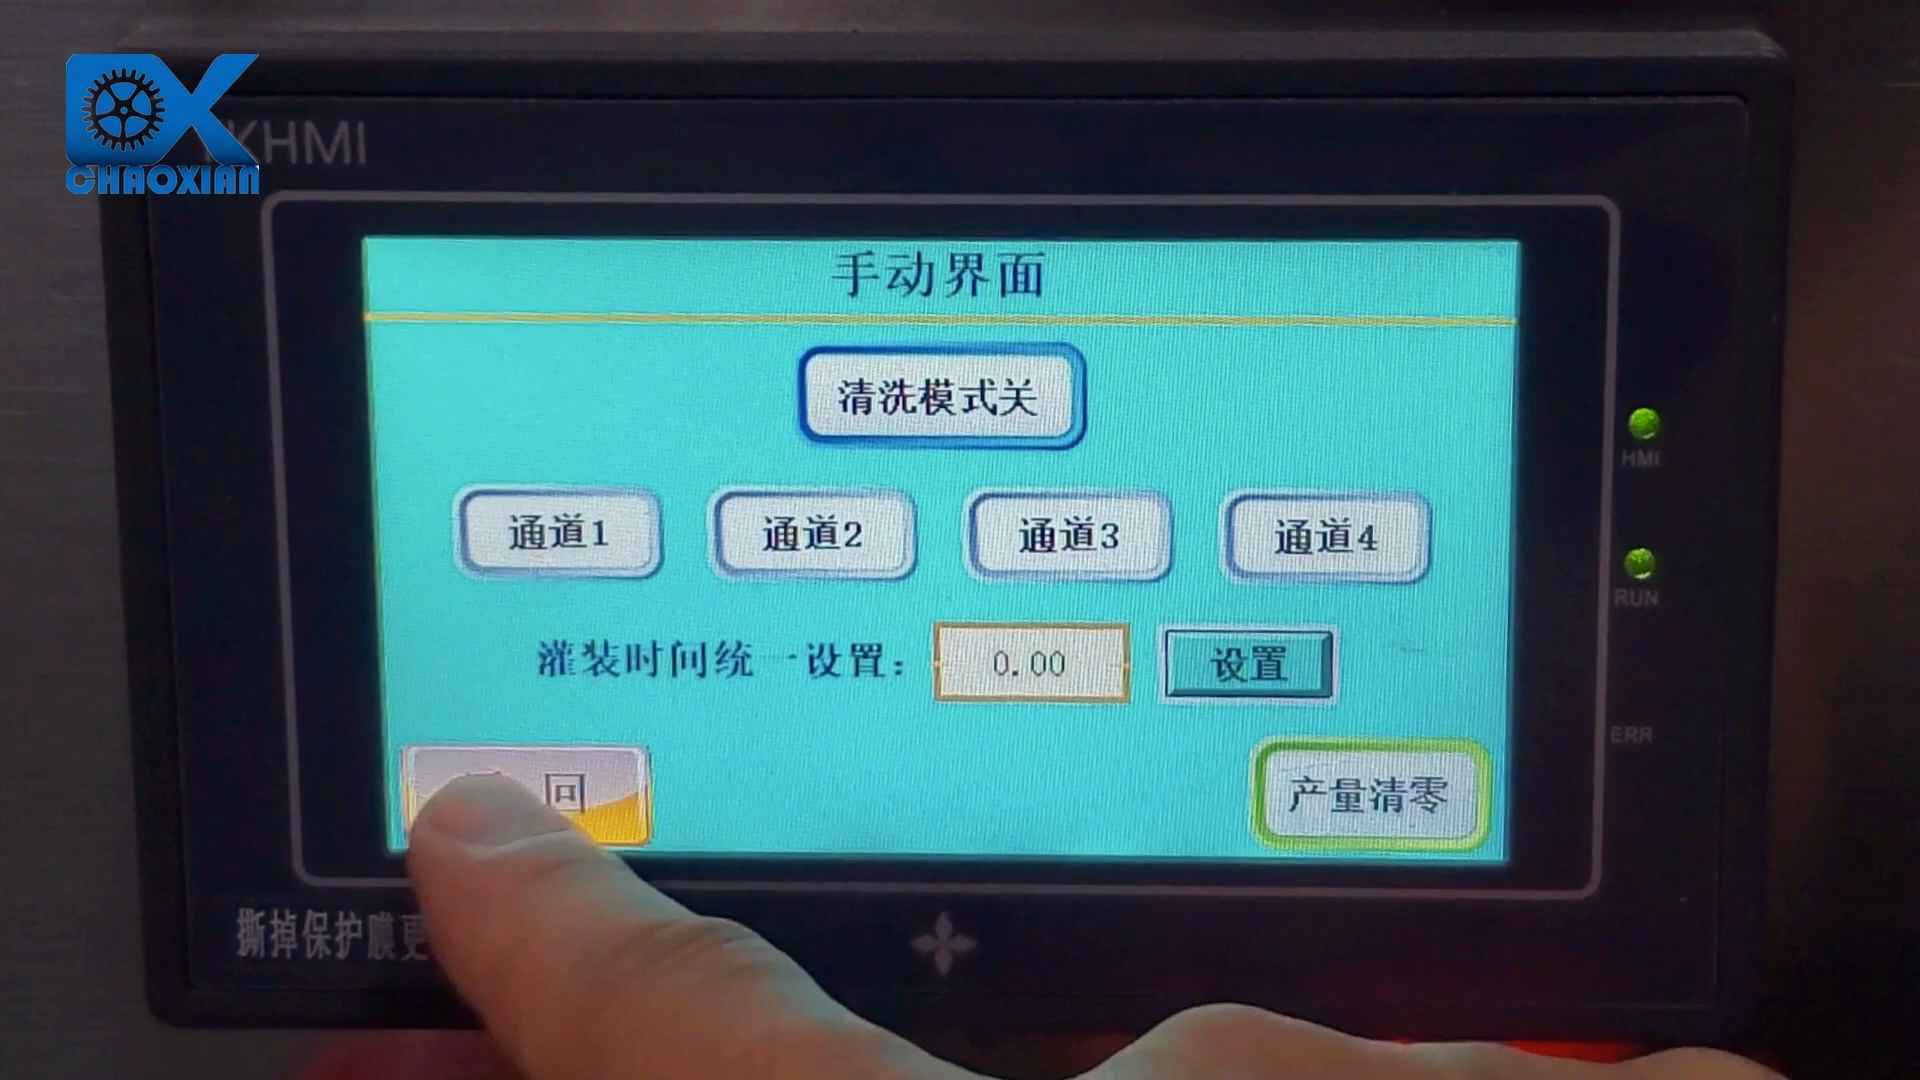 CHAOXIAN
KHMI
手动界面
清洗模式关
通道1 通道2 通道3 通道4
灌装时间统一设置: 0.00 设置
回
产量清零
HMI
RUN
ERR
撕掉保护膜更